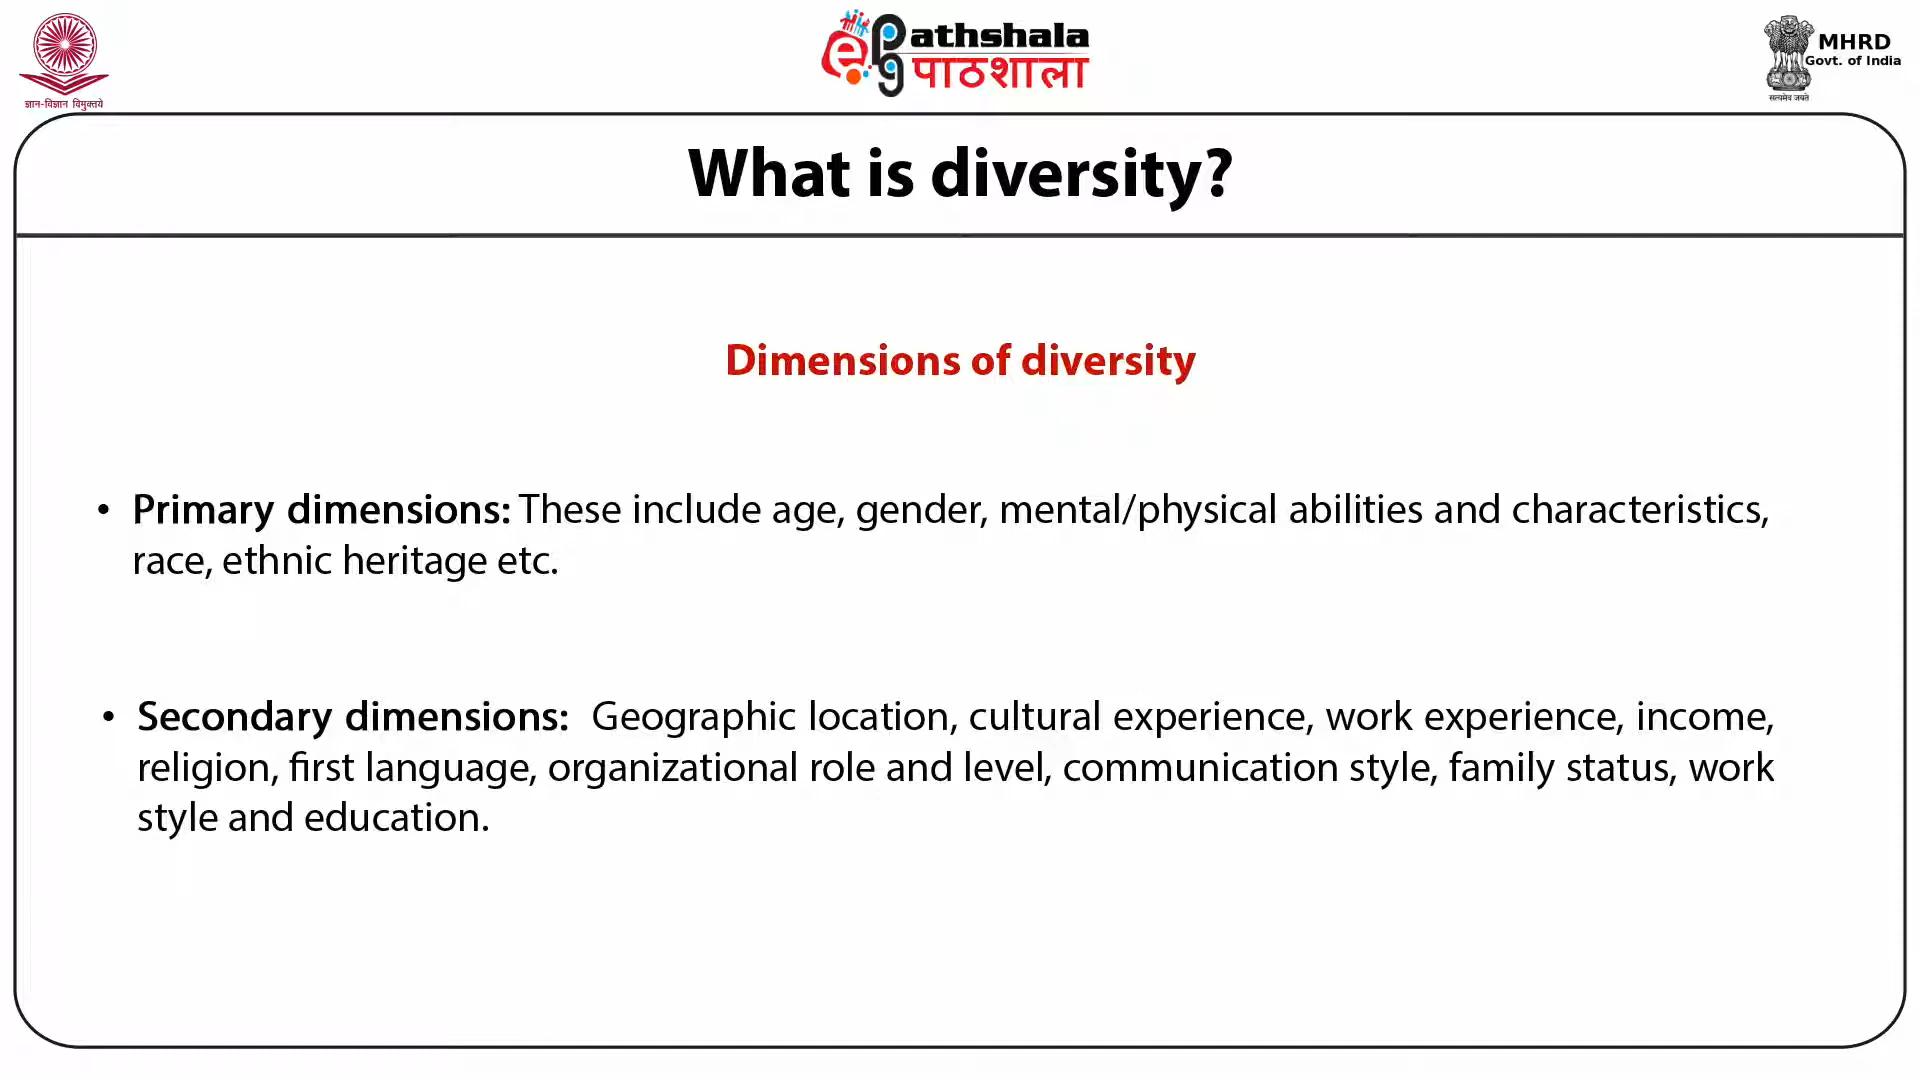 ज्ञान-विज्ञान विमुक्तये
e Pathshala
पाठशाला
MHRD
Govt. of India
सत्यमेव जयते
What is diversity?
Dimensions of diversity
• Primary dimensions: These include age, gender, mental/physical abilities and characteristics,
race, ethnic heritage etc.
• Secondary dimensions: Geographic location, cultural experience, work experience, income,
religion, first language, organizational role and level, communication style, family status, work
style and education.